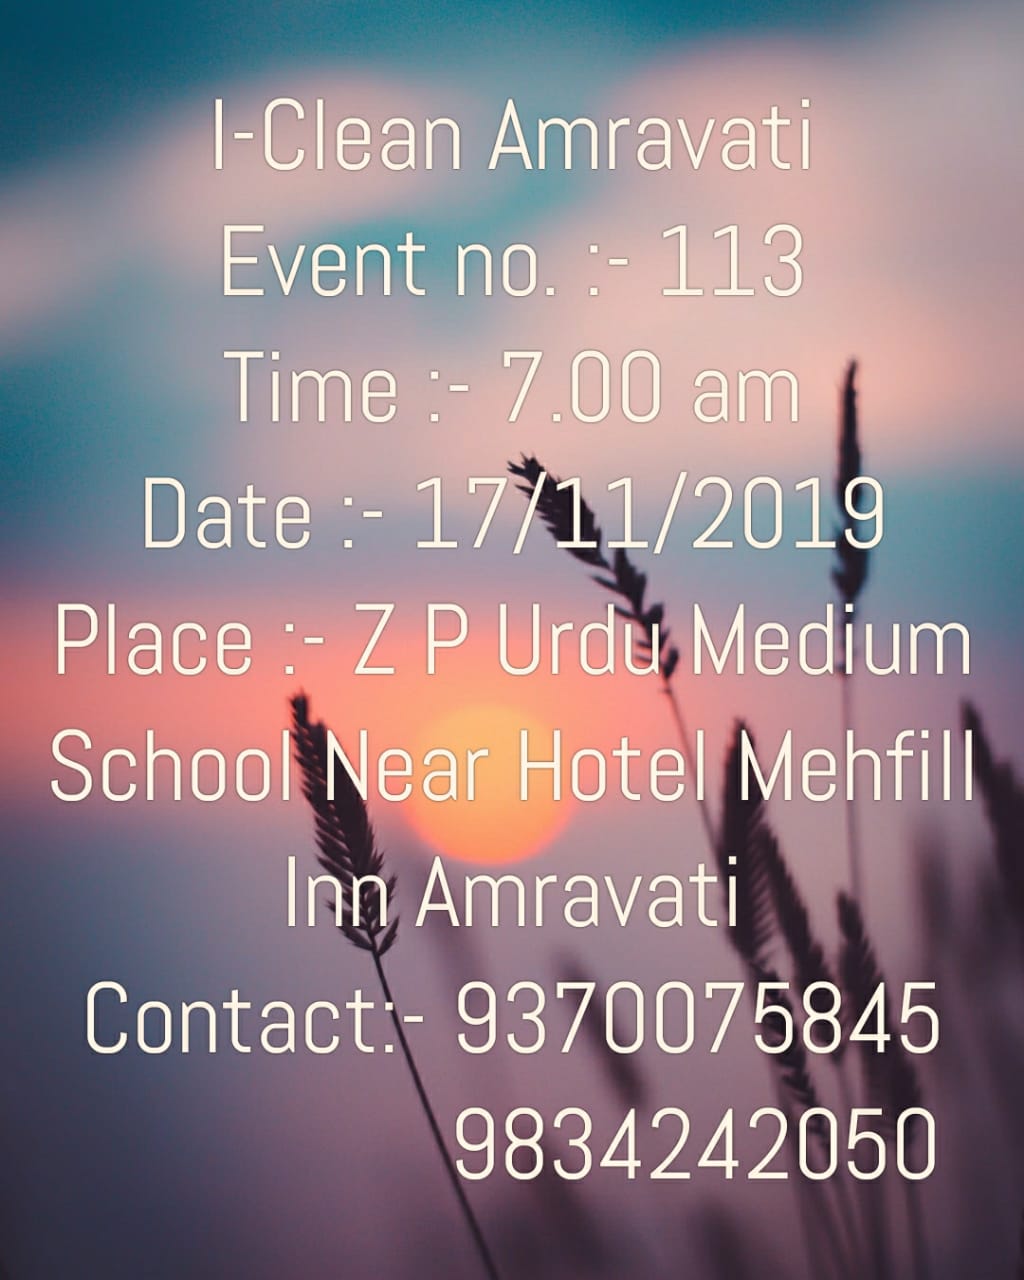 I-Clean Amravati
Event no. :- 113
Time :- 7.00 am
Date :- 17/11/2019
Place :- Z P Urdu Medium
School Near Hotel Mehfill
Inn Amravati
Contact:- 9370075845
9834242050